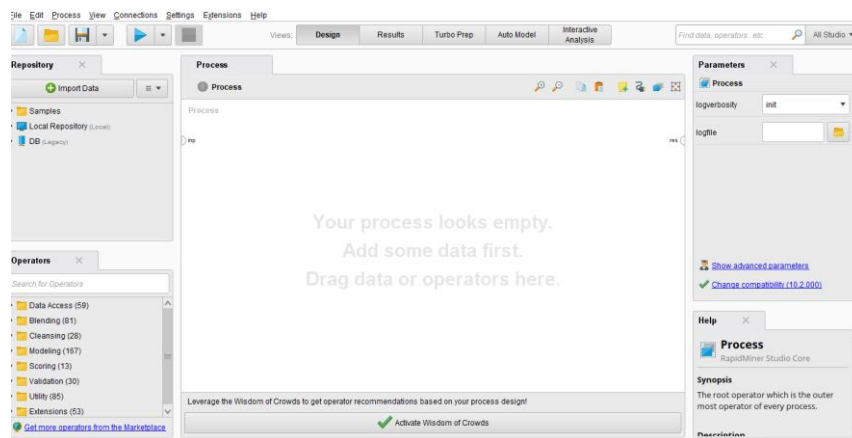 File Edit Process View Connections Settings Extensions Help
Views: Design Results Turbo Prep Auto Model Interactive Analysis Find data, operators...etc All Studio
Repository
Import Data
Samples
Local Repository (Local)
DB (Legacy)
Operators
Search for Operators
Data Access (59)
Blending (81)
Cleansing (28)
Modeling (167)
Scoring (13)
Validation (30)
Utility (85)
Extensions (53)
Get more operators from the Marketplace
Process
Process
Process
inp
res
Your process looks empty.
Add some data first.
Drag data or operators here.
Leverage the Wisdom of Crowds to get operator recommendations based on your process design!
Activate Wisdom of Crowds
Parameters
Process
logverbosity init
logfile
Show advanced parameters
Change compatibility (10.2.000)
Help
Process
RapidMiner Studio Core
Synopsis
The root operator which is the outer
most operator of every process.
Description